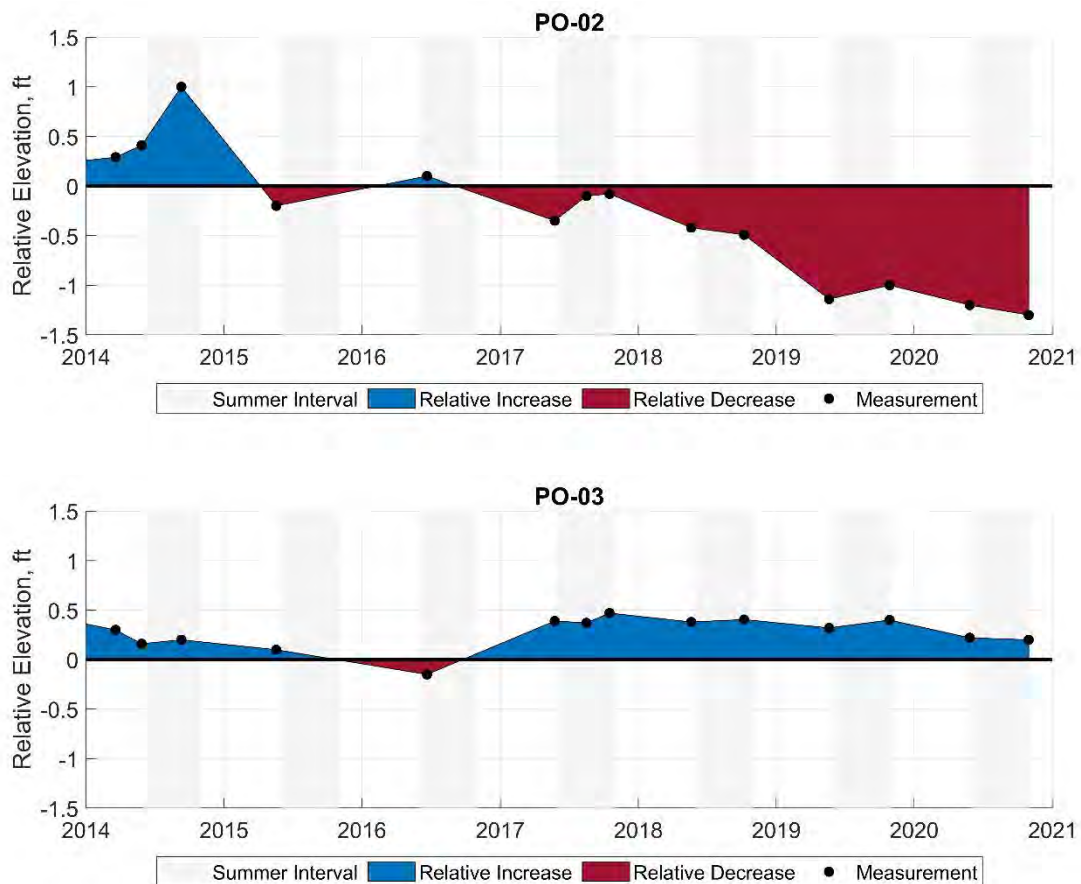 PO-02
1.5
1
0.5
0
-0.5
-1
-1.5
Relative Elevation, ft
2014 2015 2016 2017 2018 2019 2020 2021
Summer Interval Relative Increase Relative Decrease Measurement
PO-03
1.5
1
0.5
0
-0.5
-1
-1.5
Relative Elevation, ft
2014 2015 2016 2017 2018 2019 2020 2021
Summer Interval Relative Increase Relative Decrease Measurement